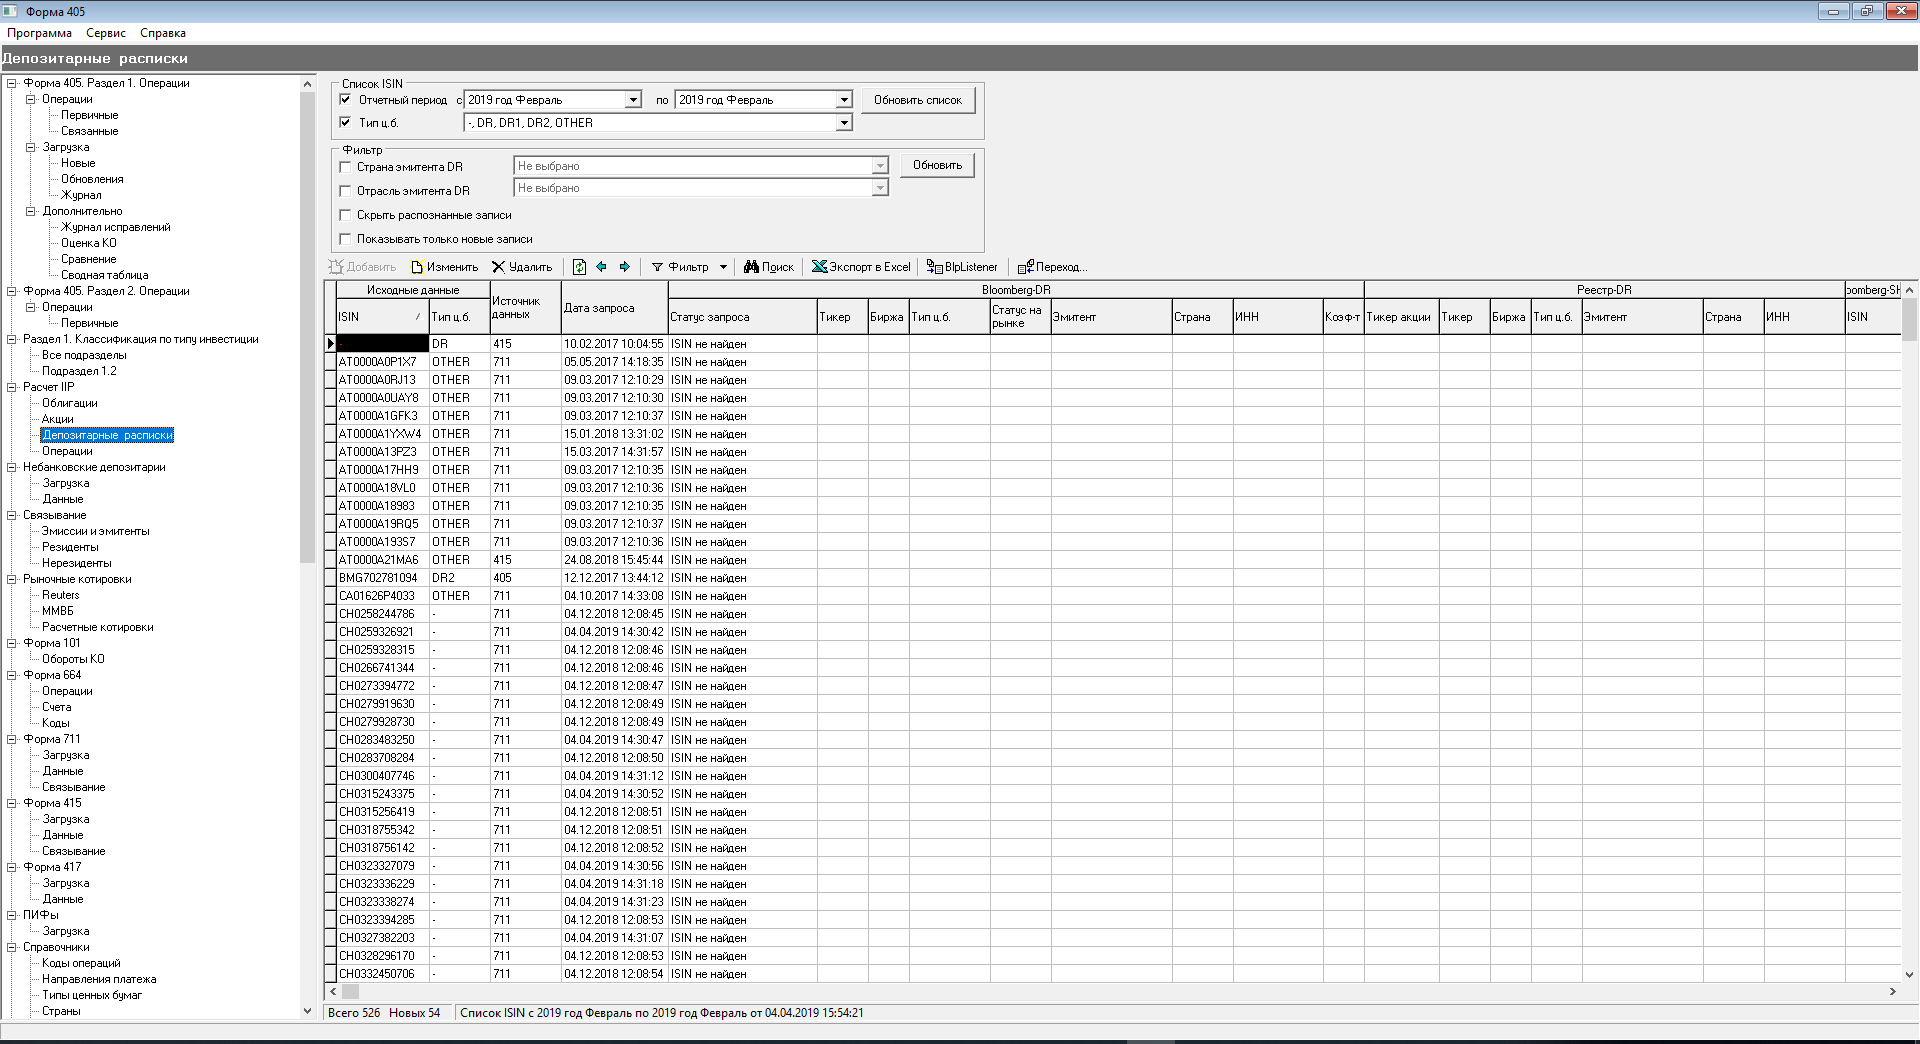 Форма 405
Программа Сервис Справка
Депозитарные расписки
Форма 405. Раздел 1. Операции
Операции
Первичные
Связанные
Загрузка
Новые
Обновления
Журнал
Дополнительно
Журнал исправлений
Оценка КО
Сравнение
Сводная таблица
Форма 405. Раздел 2. Операции
Операции
Первичные
Раздел 1. Классификация по типу инвестиции
Все подразделы
Подраздел 1.2
Расчет IIP
Облигации
Акции
Депозитарные расписки
Операции
Небанковские депозитарии
Загрузка
Данные
Связывание
Эмиссии и эмитенты
Резиденты
Нерезиденты
Рыночные котировки
Reuters
ММВБ
Расчетные котировки
Форма 101
Обороты КО
Форма 664
Операции
Счета
Коды
Форма 711
Загрузка
Данные
Связывание
Форма 415
Загрузка
Данные
Связывание
Форма 417
Загрузка
Данные
ПИФы
Загрузка
Справочники
Коды операций
Направления платежа
Типы ценных бумаг
Страны
Список ISIN
Отчетный период с 2019 год Февраль по 2019 год Февраль Обновить список
Тип ц.б. -, DR, DR1, DR2, OTHER
Фильтр
Страна эмитента DR Не выбрано Обновить
Отрасль эмитента DR Не выбрано
Скрыть распознанные записи
Показывать только новые записи
Добавить Изменить Удалить Фильтр Поиск Экспорт в Excel BlpListener Переход...
Исходные данные Источник данных Дата запроса Bloomberg-DR Реестр-DR
ISIN Тип ц.б. Статус запроса Тикер Биржа Тип ц.б. Статус на рынке Эмитент Страна ИНН Коэф-т Тикер акции Тикер Биржа Тип ц.б. Эмитент Страна ИНН ISIN
- DR 415 10.02.2017 10:04:55 ISIN не найден
AT0000A0P1X7 OTHER 711 05.05.2017 14:18:35 ISIN не найден
AT0000A0RJ13 OTHER 711 09.03.2017 12:10:29 ISIN не найден
AT0000A0UAY8 OTHER 711 09.03.2017 12:10:30 ISIN не найден
AT0000A1GFK3 OTHER 711 09.03.2017 12:10:37 ISIN не найден
AT0000A1YXW4 OTHER 711 15.01.2018 13:31:02 ISIN не найден
AT0000A13PZ3 OTHER 711 15.03.2017 14:31:57 ISIN не найден
AT0000A17HH9 OTHER 711 09.03.2017 12:10:35 ISIN не найден
AT0000A18VL0 OTHER 711 09.03.2017 12:10:36 ISIN не найден
AT0000A18983 OTHER 711 09.03.2017 12:10:35 ISIN не найден
AT0000A19RQ5 OTHER 711 09.03.2017 12:10:37 ISIN не найден
AT0000A193S7 OTHER 711 09.03.2017 12:10:36 ISIN не найден
AT0000A21MA6 OTHER 415 24.08.2018 15:45:44 ISIN не найден
BMG702781094 DR2 405 12.12.2017 13:44:12 ISIN не найден
CA01626P4033 OTHER 711 04.10.2017 14:33:08 ISIN не найден
CH0258244786 - 711 04.12.2018 12:08:45 ISIN не найден
CH0259326921 - 711 04.04.2019 14:30:42 ISIN не найден
CH0259328315 - 711 04.12.2018 12:08:46 ISIN не найден
CH0266741344 - 711 04.12.2018 12:08:46 ISIN не найден
CH0273394772 - 711 04.12.2018 12:08:47 ISIN не найден
CH0279919630 - 711 04.12.2018 12:08:49 ISIN не найден
CH0279928730 - 711 04.12.2018 12:08:49 ISIN не найден
CH0283483250 - 711 04.04.2019 14:30:47 ISIN не найден
CH0283708284 - 711 04.12.2018 12:08:50 ISIN не найден
CH0300407746 - 711 04.04.2019 14:31:12 ISIN не найден
CH0315243375 - 711 04.04.2019 14:30:52 ISIN не найден
CH0315256419 - 711 04.12.2018 12:08:51 ISIN не найден
CH0318755342 - 711 04.12.2018 12:08:51 ISIN не найден
CH0318756142 - 711 04.12.2018 12:08:52 ISIN не найден
CH0323327079 - 711 04.04.2019 14:30:56 ISIN не найден
CH0323336229 - 711 04.04.2019 14:31:18 ISIN не найден
CH0323338274 - 711 04.04.2019 14:31:23 ISIN не найден
CH0323394285 - 711 04.12.2018 12:08:53 ISIN не найден
CH0327382203 - 711 04.04.2019 14:31:07 ISIN не найден
CH0328296170 - 711 04.12.2018 12:08:53 ISIN не найден
CH0332450706 - 711 04.12.2018 12:08:54 ISIN не найден
Всего 526 Новых 54 Список ISIN с 2019 год Февраль по 2019 год Февраль от 04.04.2019 15:54:21